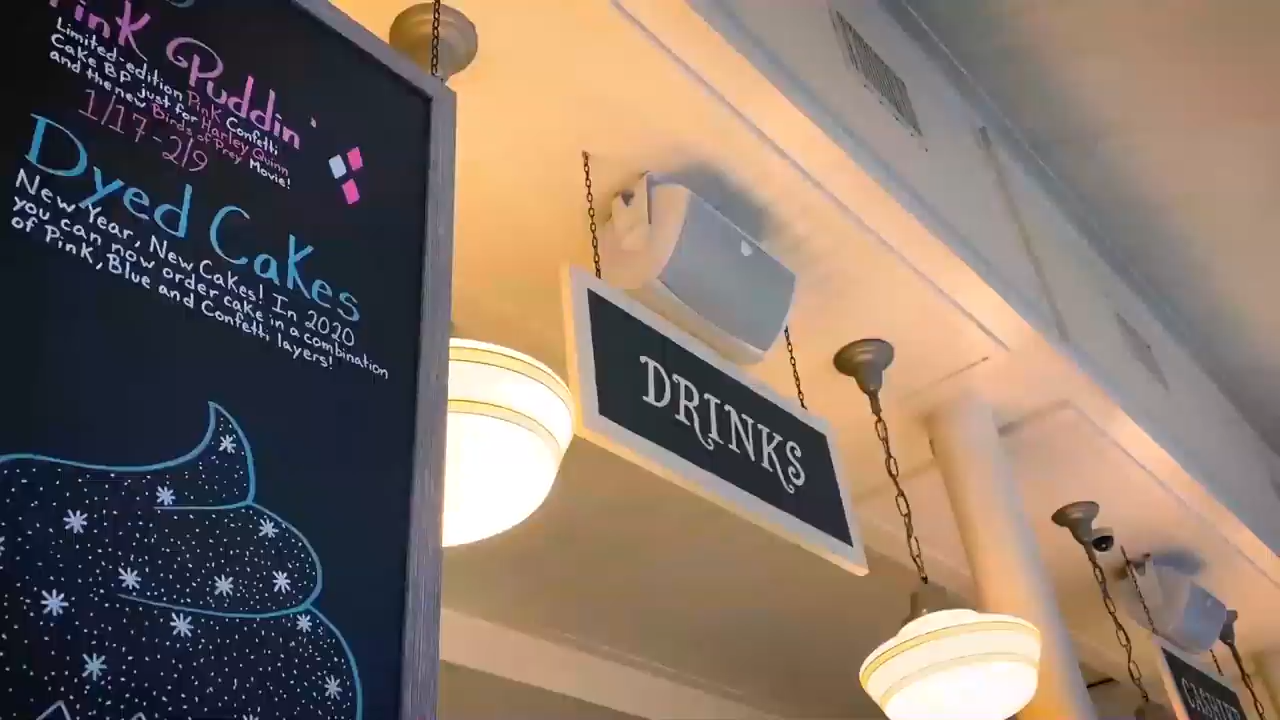 Pink Puddin'
Limited-edition Pink Confetti
Cake BP just for Harley Quinn
and the new Birds of Prey Movie!
1/17-2/9
Dyed Cakes
New Year, New Cakes! In 2020
you can now order cake in a combination
of Pink, Blue and Confetti layers!
DRINKS
CASHIER